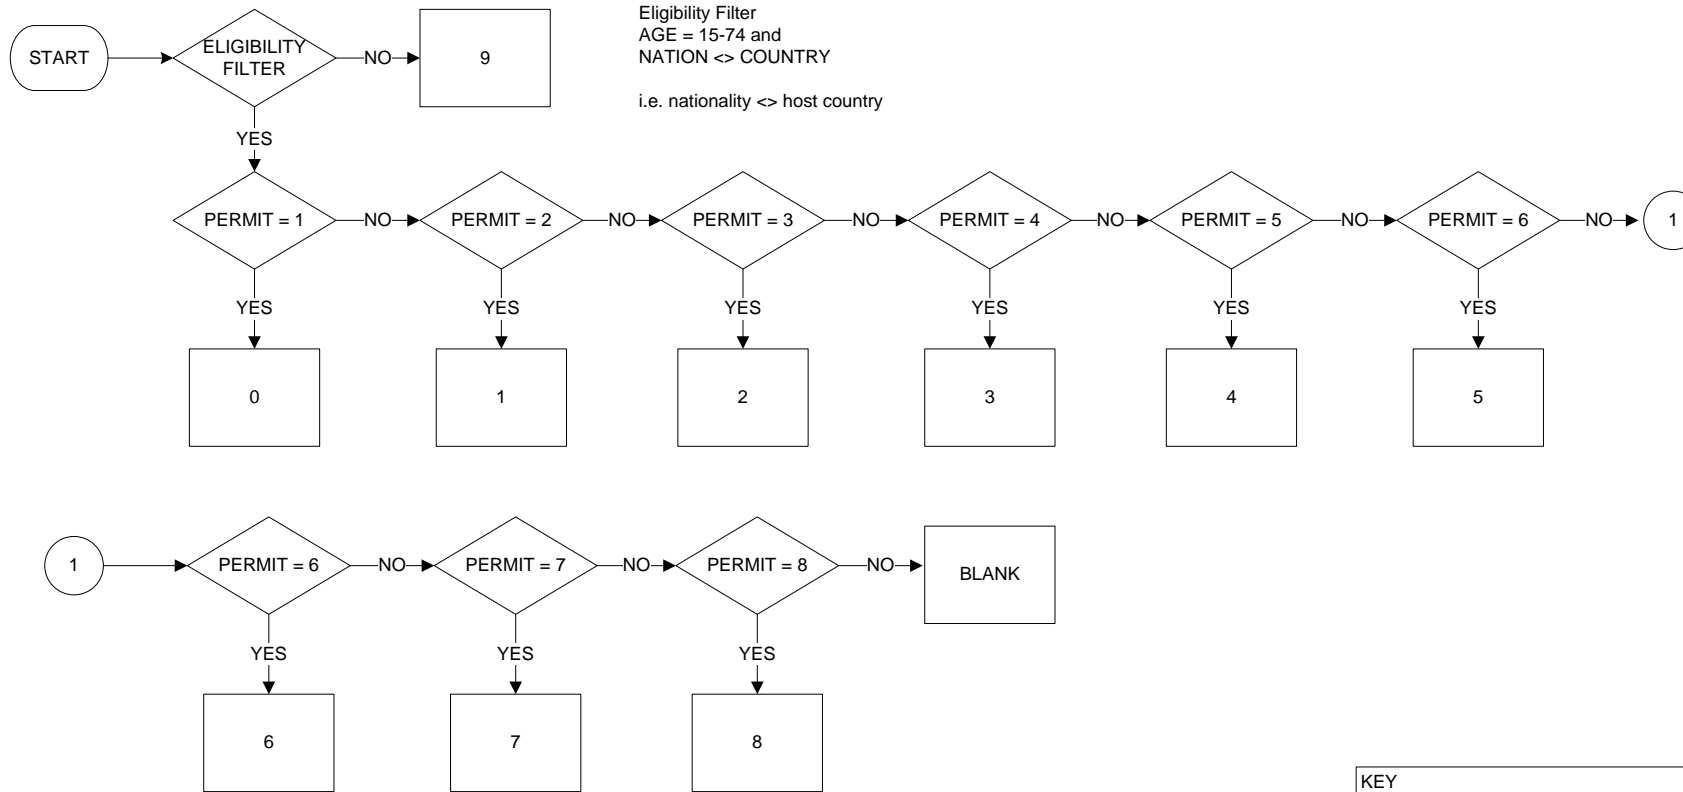 Eligibility Filter
AGE = 15-74 and
NATION <> COUNTRY
i.e. nationality <> host country
START
ELIGIBILITY
FILTER
NO
9
YES
PERMIT = 1
NO
PERMIT = 2
NO
PERMIT = 3
NO
PERMIT = 4
NO
PERMIT = 5
NO
PERMIT = 6
NO
1
YES
YES
YES
YES
YES
YES
0
1
2
3
4
5
1
PERMIT = 6
NO
PERMIT = 7
NO
PERMIT = 8
NO
BLANK
YES
YES
YES
6
7
8
KEY